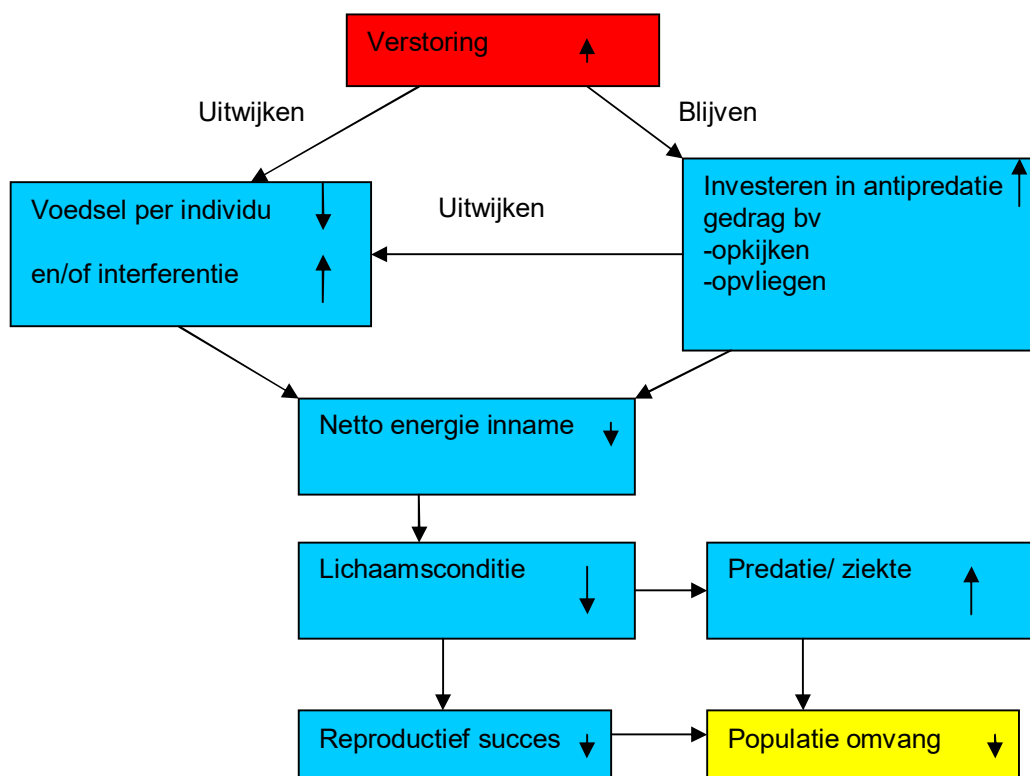 Verstoring
Uitwijken
Blijven
Voedsel per individu
en/of interferentie
Uitwijken
Investeren in antipredatie
gedrag bv
-opkijken
-opvliegen
Netto energie inname
Lichaamsconditie
Predatie/ ziekte
Reproductief succes
Populatie omvang